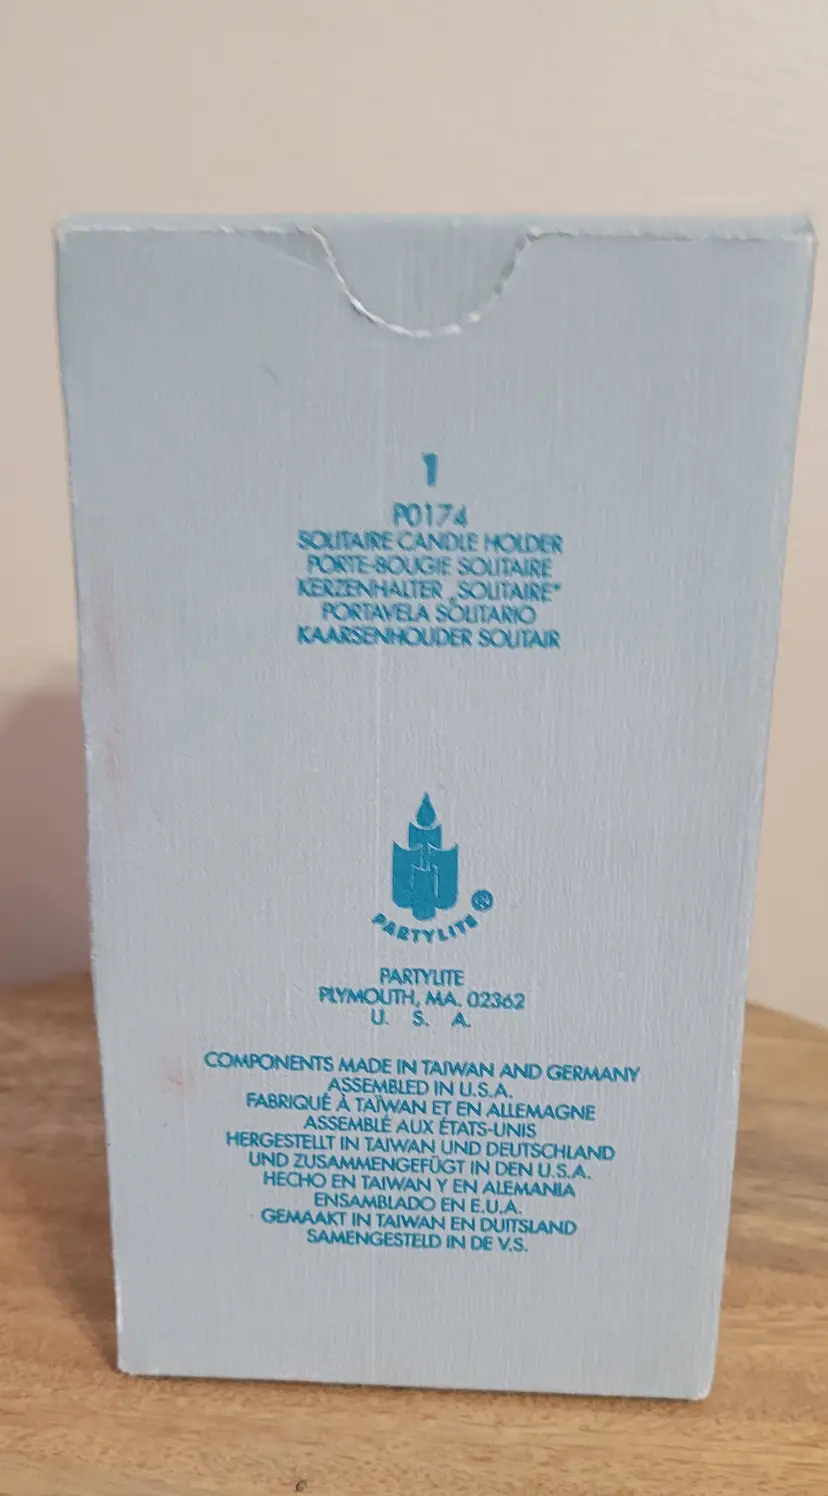 1
P0174
SOLITAIRE CANDLE HOLDER
PORTE-BOUGIE SOLITAIRE
KERZENHALTER „SOLITAIRE“
PORTAVELA SOLITARIO
KAARSENHOUDER SOLITAIR
PARTYLITE ®
PARTYLITE
PLYMOUTH, MA. 02362
U. S. A.
COMPONENTS MADE IN TAIWAN AND GERMANY
ASSEMBLED IN U.S.A.
FABRIQUÉ À TAÏWAN ET EN ALLEMAGNE
ASSEMBLÉ AUX ÉTATS-UNIS
HERGESTELLT IN TAIWAN UND DEUTSCHLAND
UND ZUSAMMENGEFÜGT IN DEN U.S.A.
HECHO EN TAIWAN Y EN ALEMANIA
ENSAMBLADO EN E.U.A.
GEMAAKT IN TAIWAN EN DUITSLAND
SAMENGESTELD IN DE V.S.